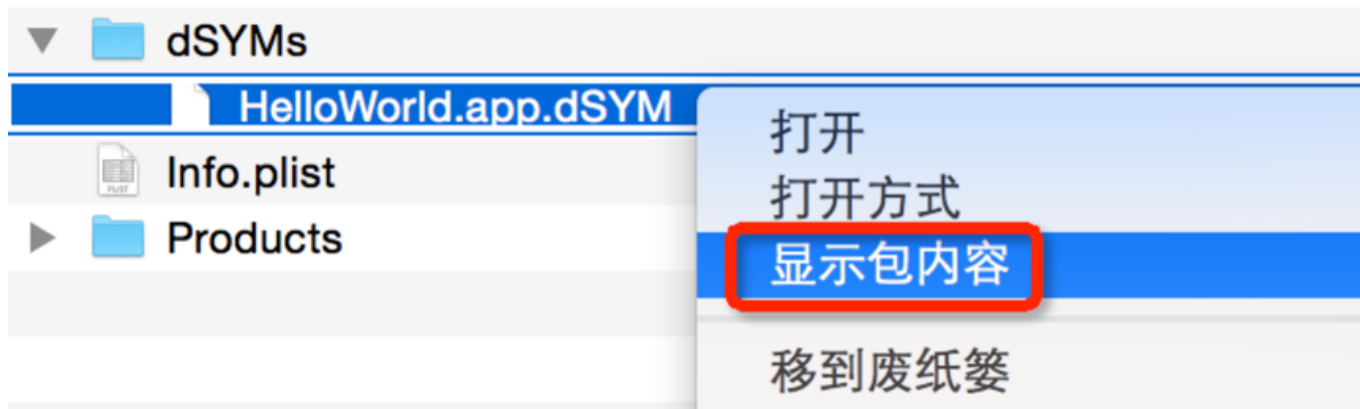 dSYMs
HelloWorld.app.dSYM
打开
Info.plist
打开方式
Products
显示包内容
移到废纸篓